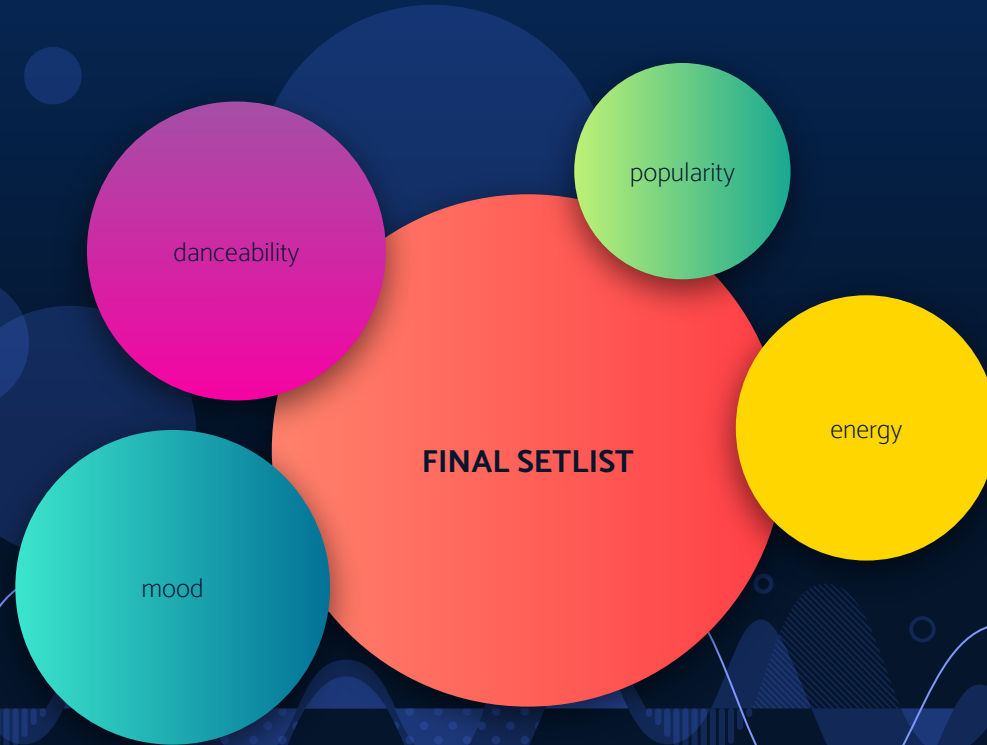 popularity
danceability
energy
FINAL SETLIST
mood